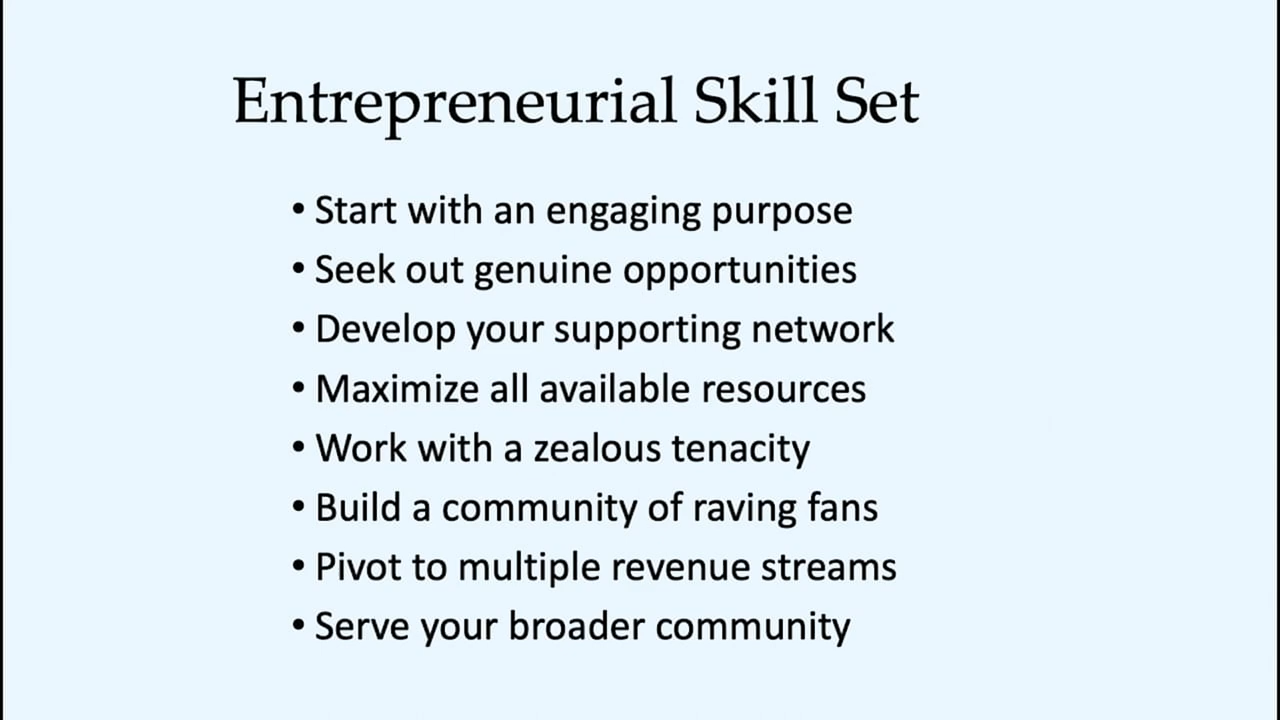 Entrepreneurial Skill Set
• Start with an engaging purpose
• Seek out genuine opportunities
• Develop your supporting network
• Maximize all available resources
• Work with a zealous tenacity
• Build a community of raving fans
• Pivot to multiple revenue streams
• Serve your broader community